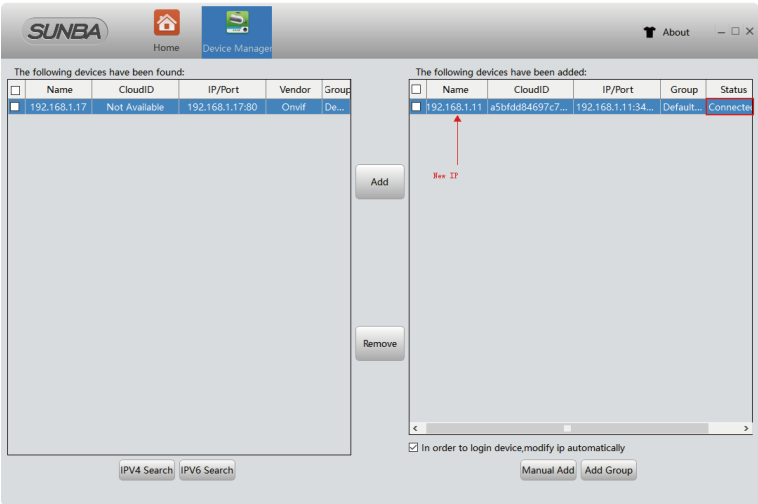 SUNBA
Home
Device Manager
About
The following devices have been found:
Name CloudID IP/Port Vendor Group
192.168.1.17 Not Available 192.168.1.17:80 Onvif De...
The following devices have been added:
Name CloudID IP/Port Group Status
192.168.1.11 a5bfdd84697c7... 192.168.1.11:34... Default... Connected
New IP
Add
Remove
In order to login device,modify ip automatically
IPV4 Search IPV6 Search
Manual Add Add Group